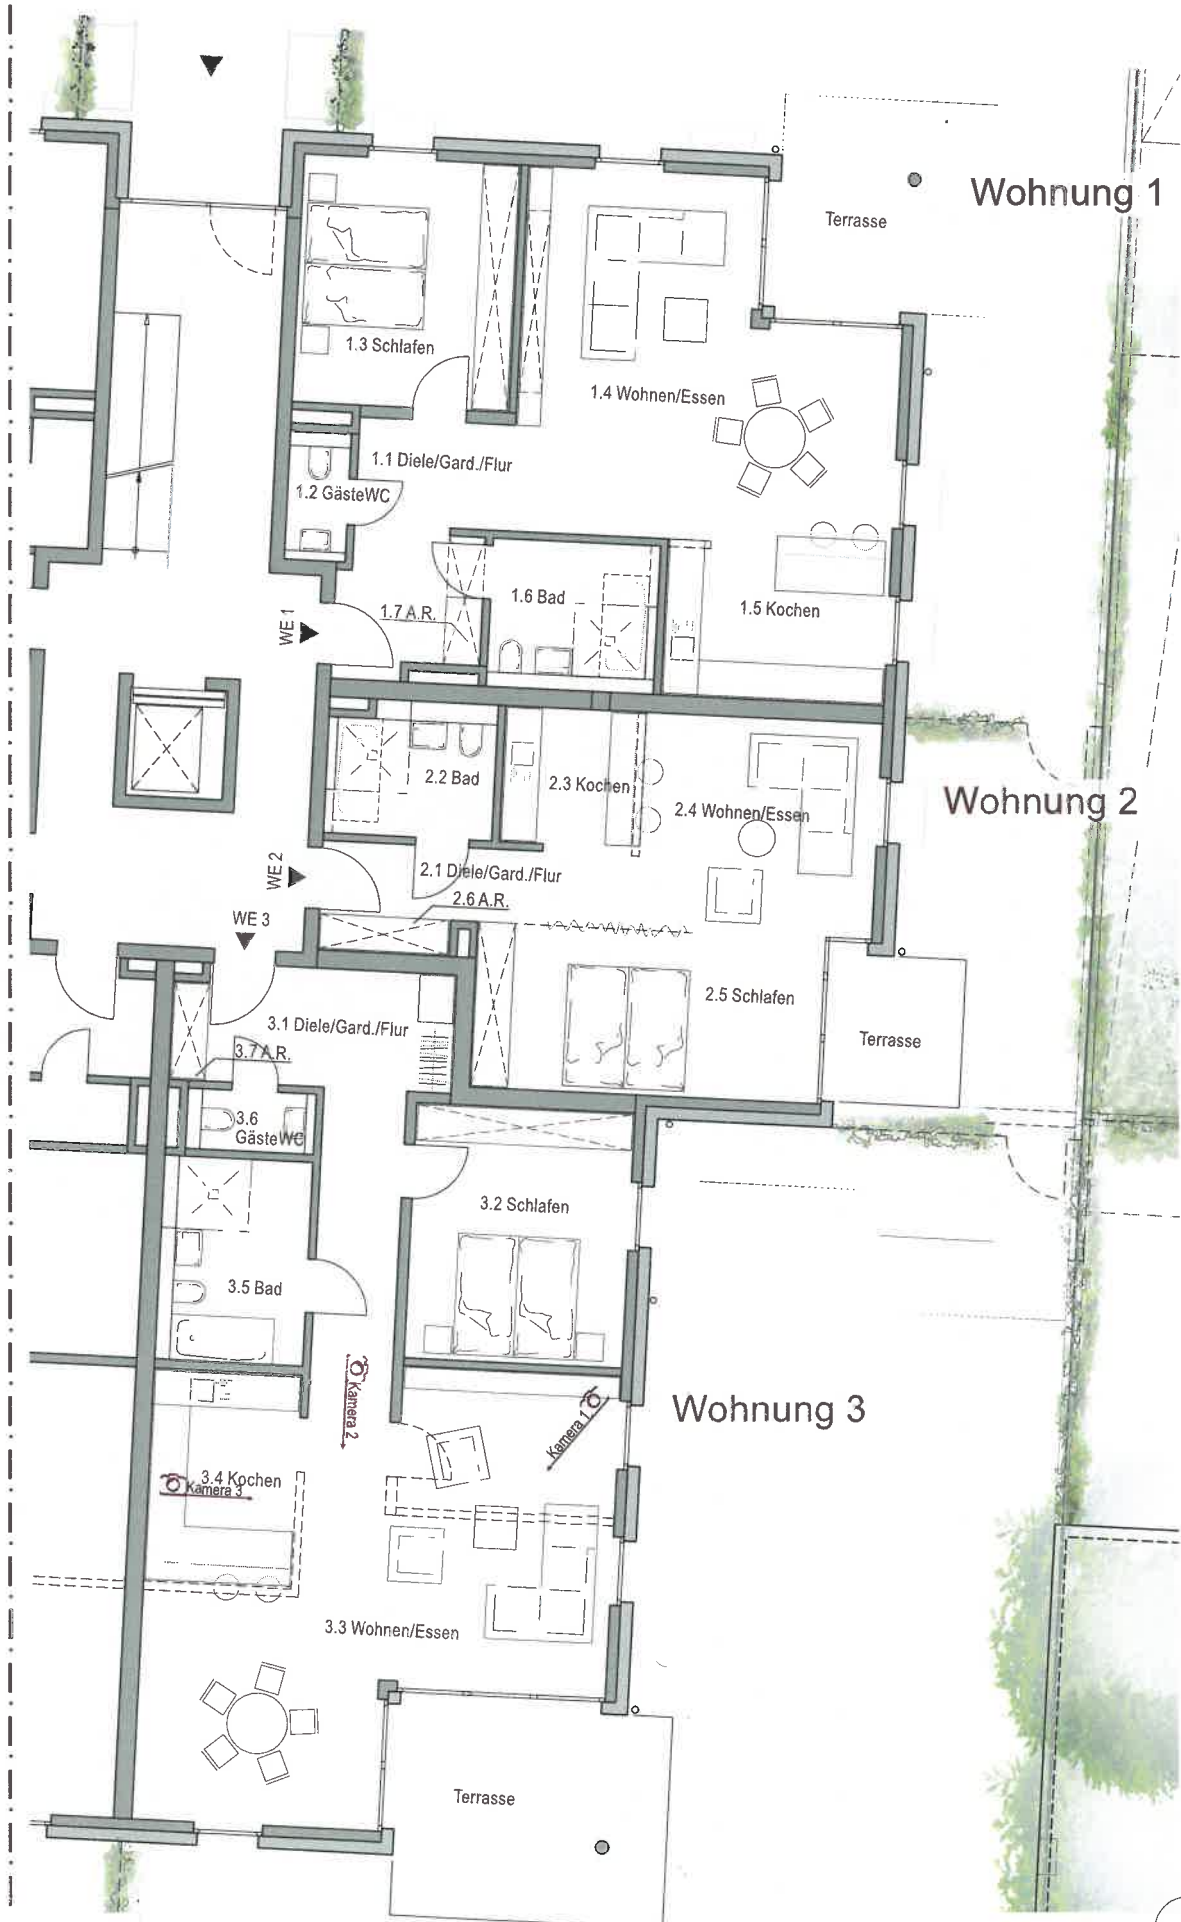 Wohnung 1
Terrasse
1.3 Schlafen
1.4 Wohnen/Essen
1.1 Diele/Gard./Flur
1.2 GästeWC
1.7 A.R.
1.6 Bad
1.5 Kochen
WE 1
2.2 Bad
2.3 Kochen
2.4 Wohnen/Essen
Wohnung 2
2.1 Diele/Gard./Flur
WE 2
2.6 A.R.
WE 3
2.5 Schlafen
Terrasse
3.1 Diele/Gard./Flur
3.7 A.R.
3.6
GästeWC
3.2 Schlafen
3.5 Bad
Kamera 2
Kamera 1
Wohnung 3
3.4 Kochen
Kamera 3
3.3 Wohnen/Essen
Terrasse